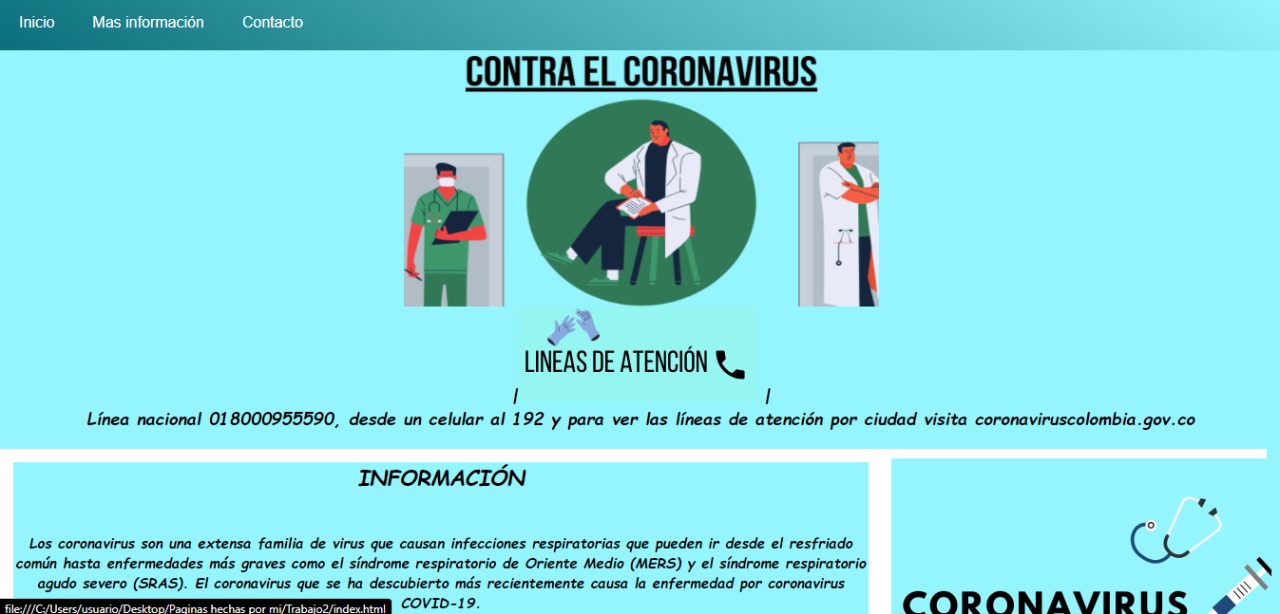 Inicio Mas información Contacto
CONTRA EL CORONAVIRUS
LINEAS DE ATENCIÓN
/ /
Línea nacional 018000955590, desde un celular al 192 y para ver las líneas de atención por ciudad visita coronaviruscolombia.gov.co
INFORMACIÓN
Los coronavirus son una extensa familia de virus que causan infecciones respiratorias que pueden ir desde el resfriado
común hasta enfermedades más graves como el síndrome respiratorio de Oriente Medio (MERS) y el síndrome respiratorio
agudo severo (SRAS). El coronavirus que se ha descubierto más recientemente causa la enfermedad por coronavirus
COVID-19.
CORONAVIRUS
file:///C:/Users/usuario/Desktop/Paginas hechas por mi/Trabajo2/index.html